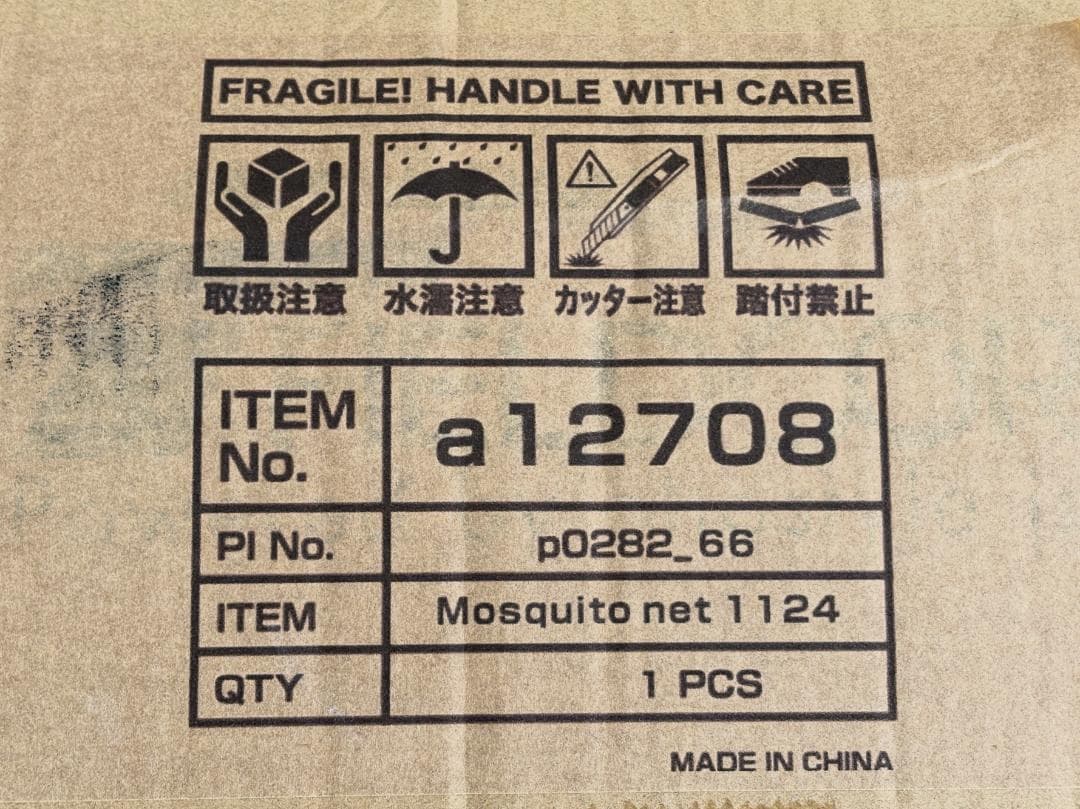 FRAGILE! HANDLE WITH CARE
取扱注意 水濡注意 カッター注意 踏付禁止
ITEM No. a12708
PI No. p0282_66
ITEM Mosquito net 1124
QTY 1 PCS
MADE IN CHINA